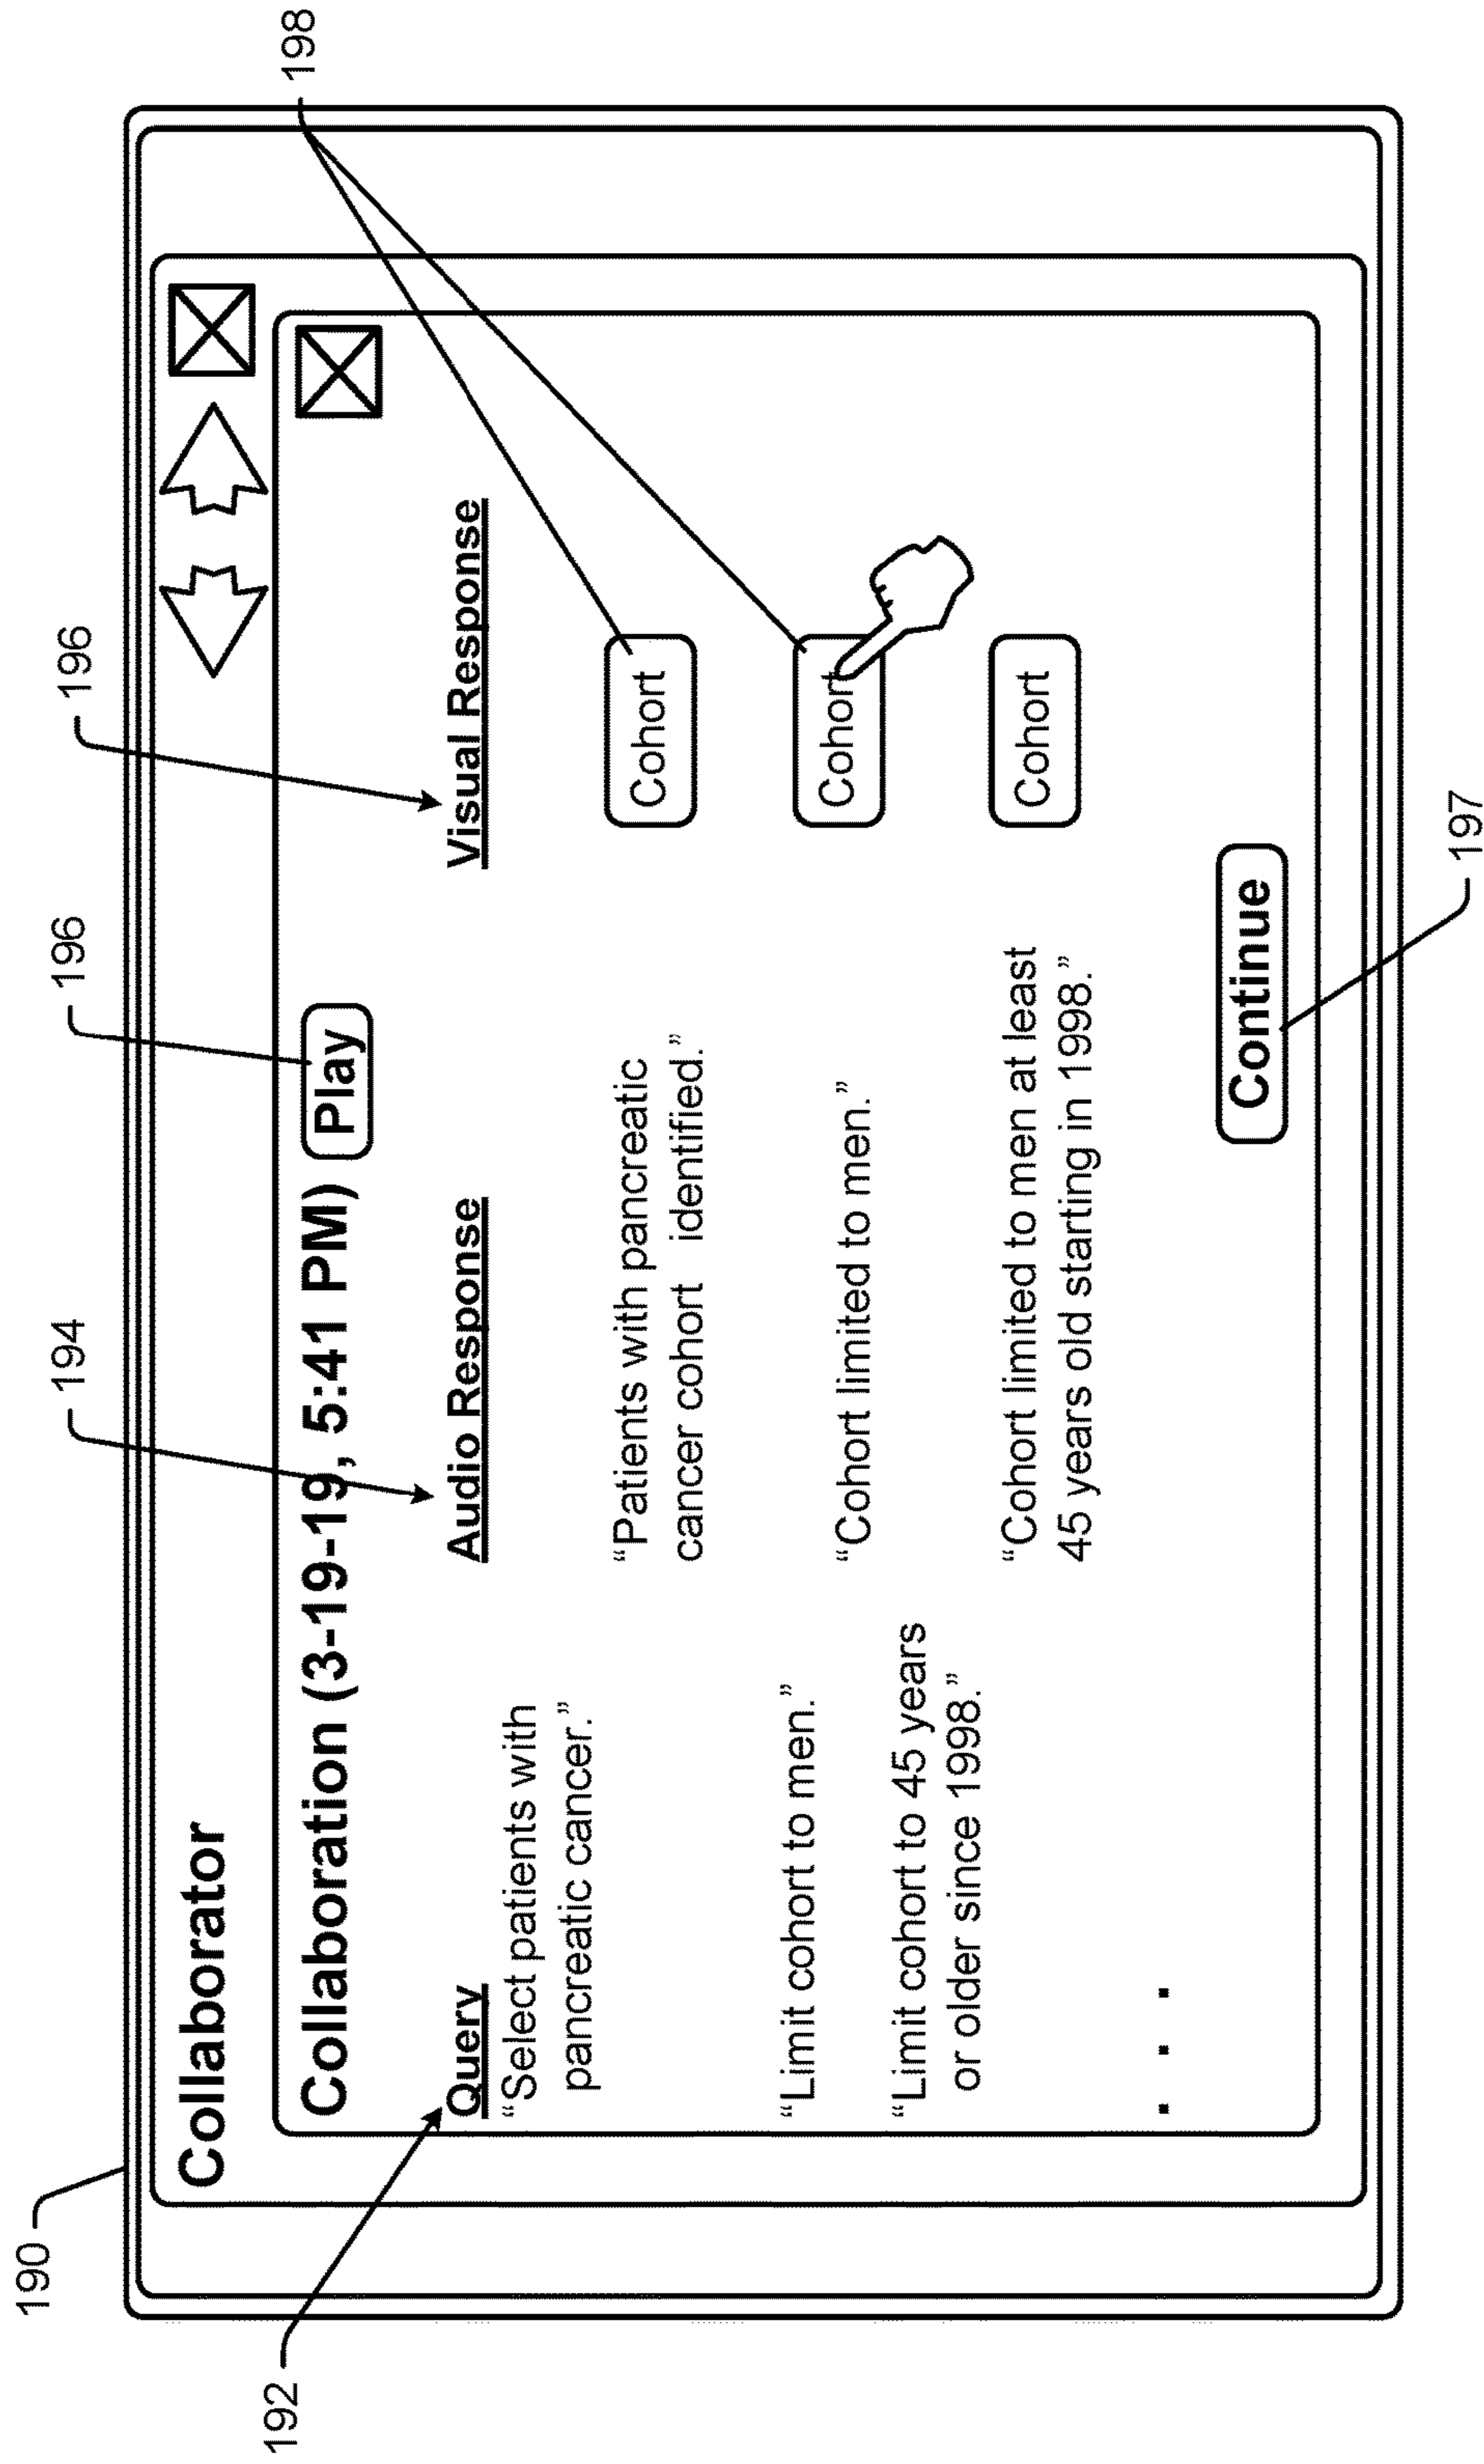 190
192
194
196
196
198
Collaborator
Collaboration (3-19-19, 5:41 PM) Play
Query
Audio Response
Visual Response
“Select patients with
pancreatic cancer.”
“Patients with pancreatic
cancer cohort identified.”
Cohort
“Limit cohort to men.”
“Cohort limited to men.”
Cohort
“Limit cohort to 45 years
or older since 1998.”
“Cohort limited to men at least
45 years old starting in 1998.”
Cohort
. . .
Continue
197